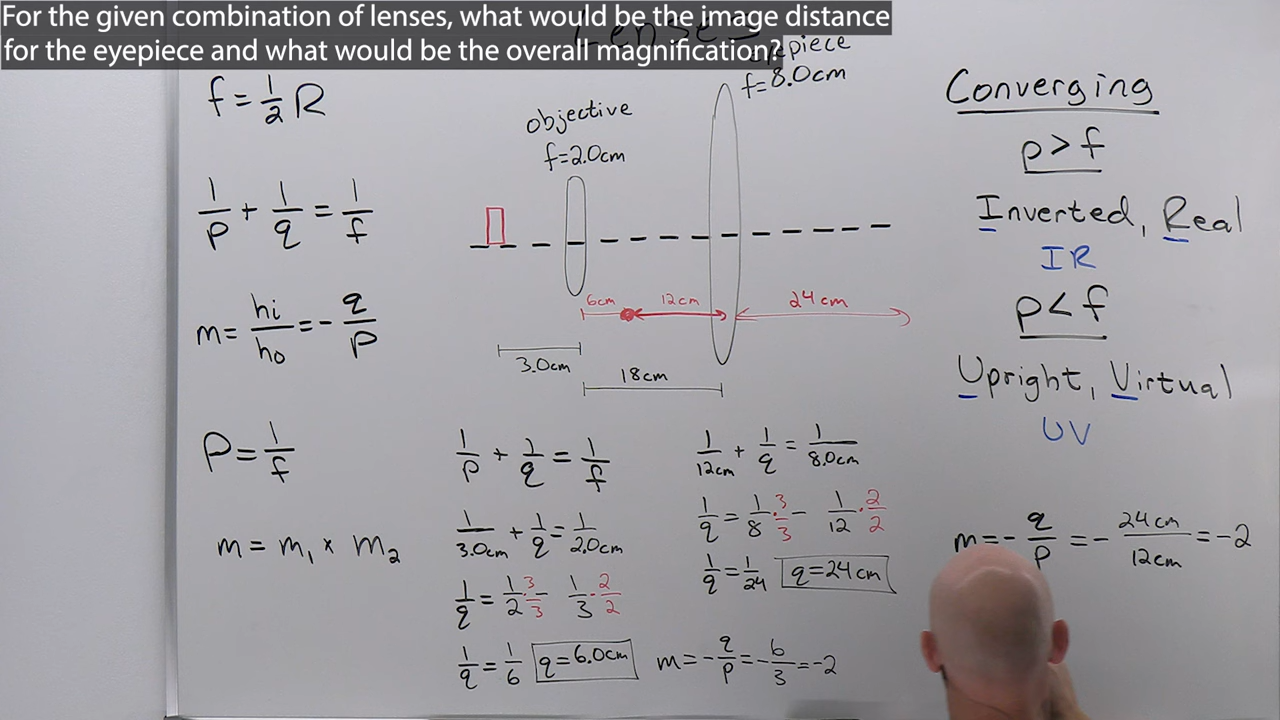 For the given combination of lenses, what would be the image distance
for the eyepiece and what would be the overall magnification?
Lenses
eyepiece
f=8.0cm
f=½R
1/p + 1/q = 1/f
m= hi/ho = - q/p
P= 1/f
m = m₁ × m₂
objective
f=2.0cm
6cm
12cm
24cm
3.0cm
18cm
1/p + 1/q = 1/f
1/3.0cm + 1/q = 1/2.0cm
1/q = 1/2 · 3/3 - 1/3 · 2/2
1/q = 1/6 q=6.0cm
m=- q/p =- 6/3 =-2
1/12cm + 1/q = 1/8.0cm
1/q = 1/8 · 3/3 - 1/12 · 2/2
1/q = 1/24 q=24cm
Converging
p>f
Inverted, Real
IR
p<f
Upright, Virtual
UV
m=- q/p =- 24cm/12cm =-2